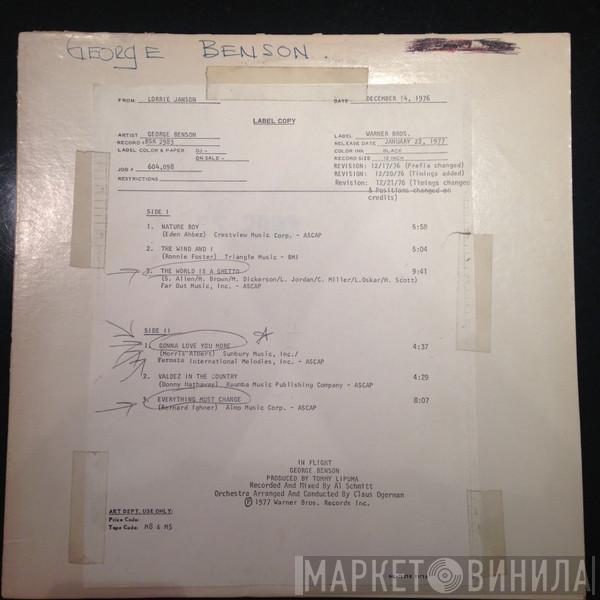 GEORGE BENSON.
FROM LORRIE JANSON DATE DECEMBER 14, 1976
LABEL COPY
ARTIST GEORGE BENSON LABEL WARNER BROS.
RECORD # BSK 2983 RELEASE DATE JANUARY 28, 1977
LABEL COLOR & PAPER DJ – COLOR INK BLACK
ON SALE – RECORD SIZE 12 INCH
JOB # 604,098 REVISION: 12/17/76 (Prefix changed)
REVISION: 12/20/76 (Timings added)
RESTRICTIONS Revision: 12/21/76 (Timings changed
& Positions changed on
credits)
SIDE I
1. NATURE BOY 5:58
(Eden Ahbez) Crestview Music Corp. - ASCAP
2. THE WIND AND I 5:04
(Ronnie Foster) Triangle Music - BMI
3. THE WORLD IS A GHETTO 9:41
(S. Allen/H. Brown/M. Dickerson/L. Jordan/C. Miller/L.Oskar/H. Scott)
Far Out Music, Inc. - ASCAP
SIDE II
1. GONNA LOVE YOU MORE 4:37
(Morris Albert) Sunbury Music, Inc./
Fermata International Melodies, Inc. - ASCAP
2. VALDEZ IN THE COUNTRY 4:29
(Donny Hathaway) Kuumba Music Publishing Company - ASCAP
3. EVERYTHING MUST CHANGE 8:07
(Bernard Ighner) Almo Music Corp. - ASCAP
IN FLIGHT
GEORGE BENSON
PRODUCED BY TOMMY LIPUMA
Recorded And Mixed By Al Schmitt
Orchestra Arranged And Conducted By Claus Ogerman
℗ 1977 Warner Bros. Records Inc.
ART DEPT. USE ONLY:
Price Code:
Tape Code: M8 & M5
МАРКЕТ ВИНИЛА